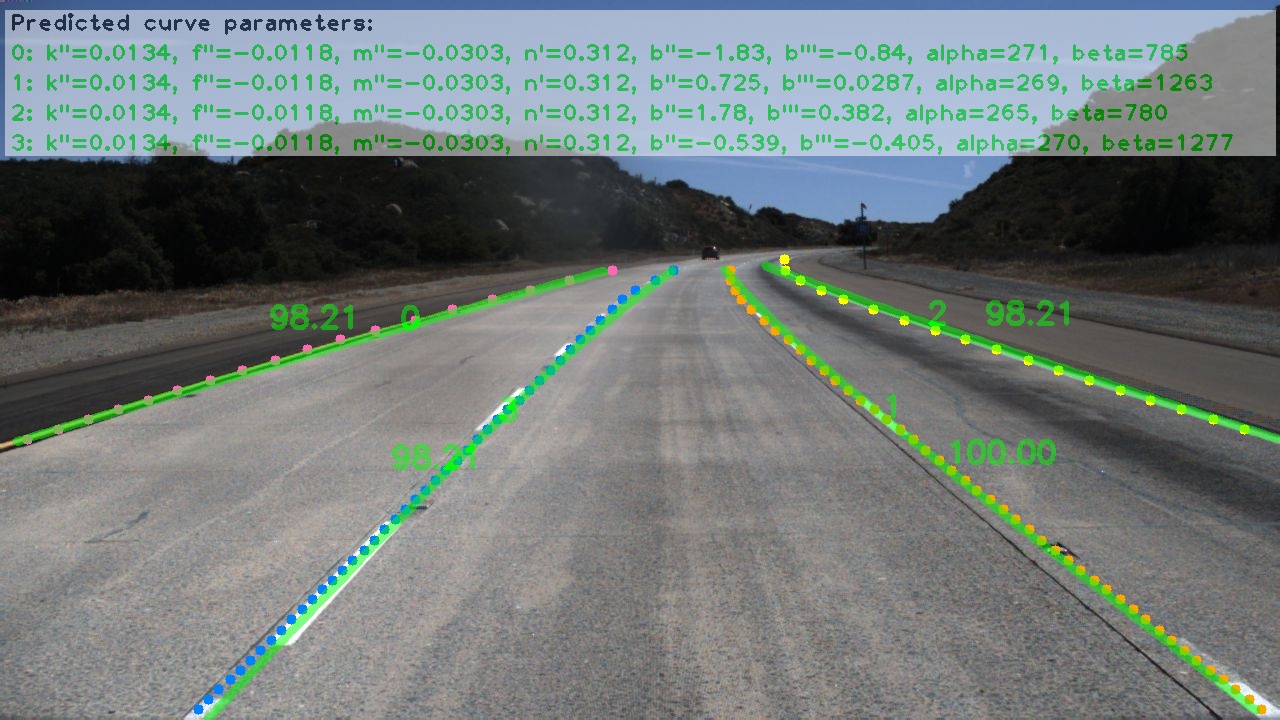 Predicted curve parameters:
0: k"=0.0134, f"=-0.0118, m"=-0.0303, n'=0.312, b"=-1.83, b'"=-0.84, alpha=271, beta=785
1: k"=0.0134, f"=-0.0118, m"=-0.0303, n'=0.312, b"=0.725, b'"=0.0287, alpha=269, beta=1263
2: k"=0.0134, f"=-0.0118, m"=-0.0303, n'=0.312, b"=1.78, b'"=0.382, alpha=265, beta=780
3: k"=0.0134, f"=-0.0118, m"=-0.0303, n'=0.312, b"=-0.539, b'"=-0.405, alpha=270, beta=1277
98.21 0
2 98.21
1
98.21
100.00